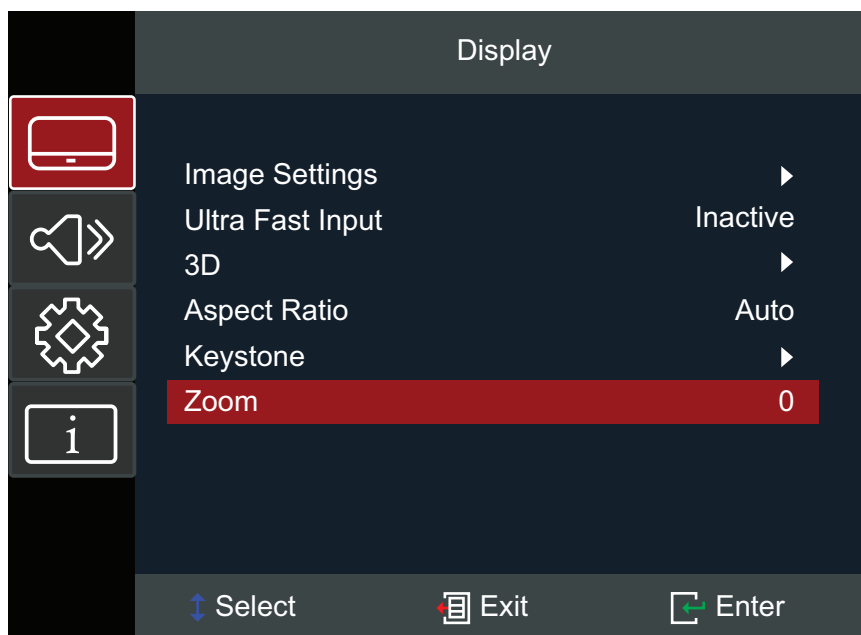 Display
Image Settings
Ultra Fast Input Inactive
3D
Aspect Ratio Auto
Keystone
Zoom 0
i
Select Exit Enter